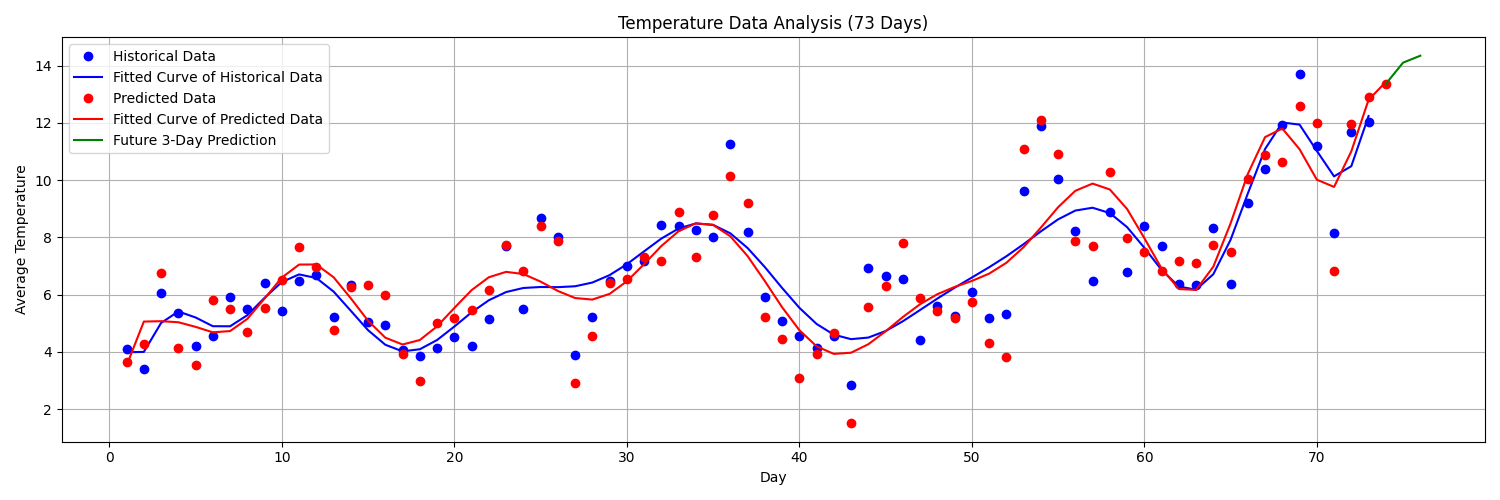 Temperature Data Analysis (73 Days)
Historical Data
Fitted Curve of Historical Data
Predicted Data
Fitted Curve of Predicted Data
Future 3-Day Prediction
Average Temperature
14
12
10
8
6
4
2
0 10 20 30 40 50 60 70
Day